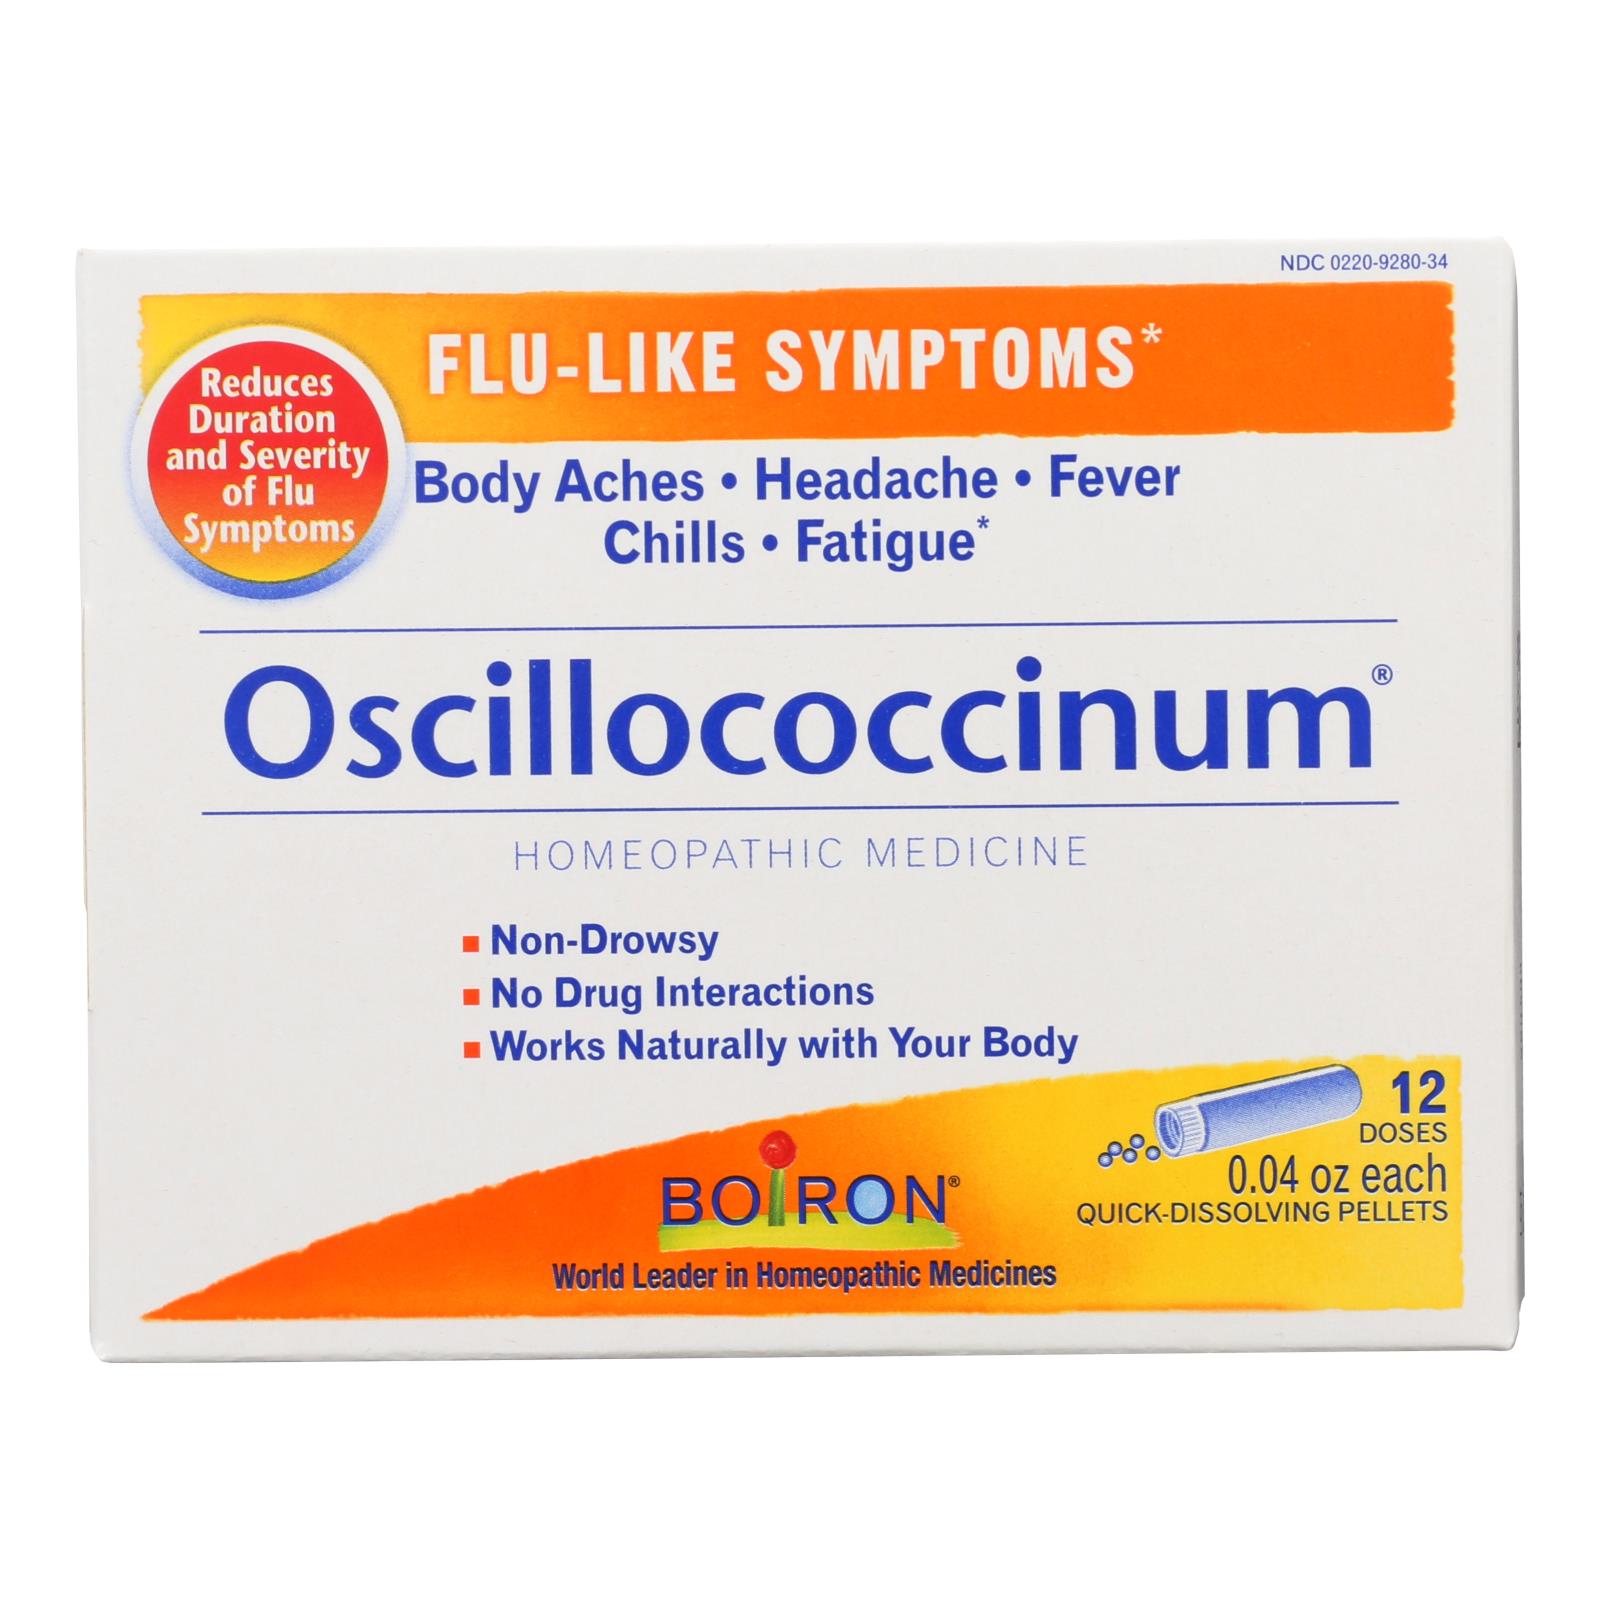 NDC 0220-9280-34
FLU-LIKE SYMPTOMS*
Reduces
Duration
and Severity
of Flu
Symptoms
Body Aches • Headache • Fever
Chills • Fatigue*
Oscillococcinum®
HOMEOPATHIC MEDICINE
Non-Drowsy
No Drug Interactions
Works Naturally with Your Body
12
DOSES
0.04 oz each
QUICK-DISSOLVING PELLETS
BOIRON®
World Leader in Homeopathic Medicines